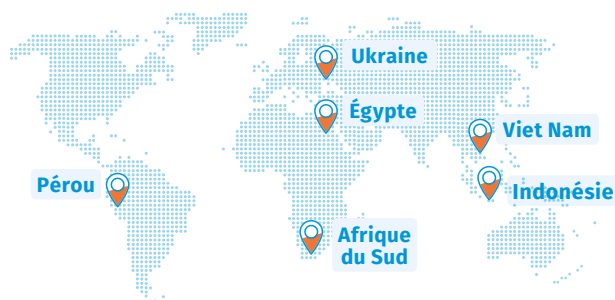 Ukraine
Égypte
Viet Nam
Pérou
Indonésie
Afrique
du Sud